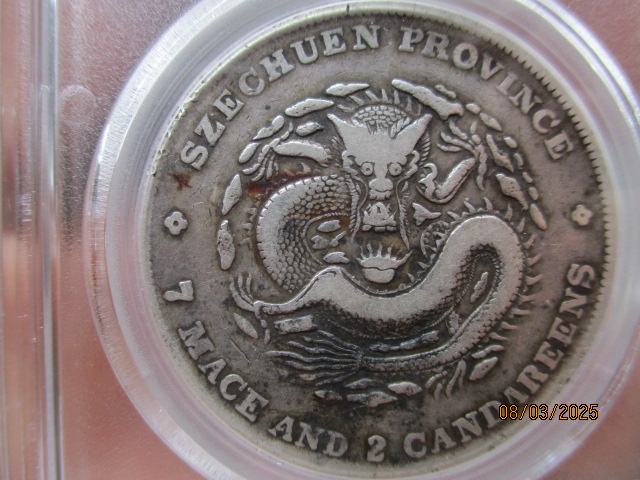 SZECHUEN PROVINCE
7 MACE AND 2 CANDAREENS
08/03/2025